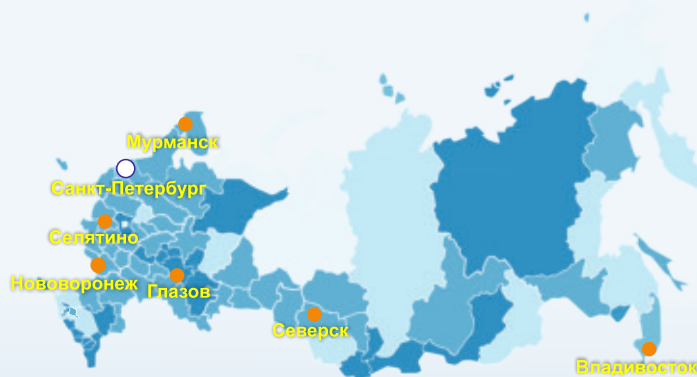 Мурманск
Санкт-Петербург
Селятино
Нововоронеж
Глазов
Северск
Владивосток